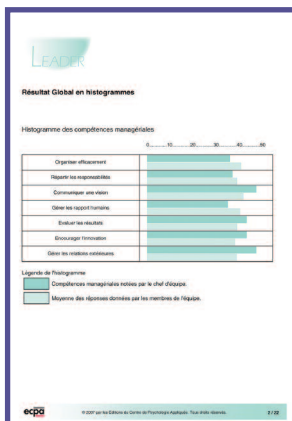 LEADER
Résultat Global en histogrammes
Histogramme des compétences managériales
0.........10.........20.........30.........40.........50
Organiser efficacement
Répartir les responsabilités
Communiquer une vision
Gérer les rapport humains
Evaluer les résultats
Encourager l'innovation
Gérer les relations extérieures
Légende de l'histogramme
Compétences managériales notées par le chef d'équipe.
Moyenne des réponses données par les membres de l'équipe.
ecpa
© 2007 par les Editions du Centre de Psychologie Appliquée. Tous droits réservés.
2 / 22